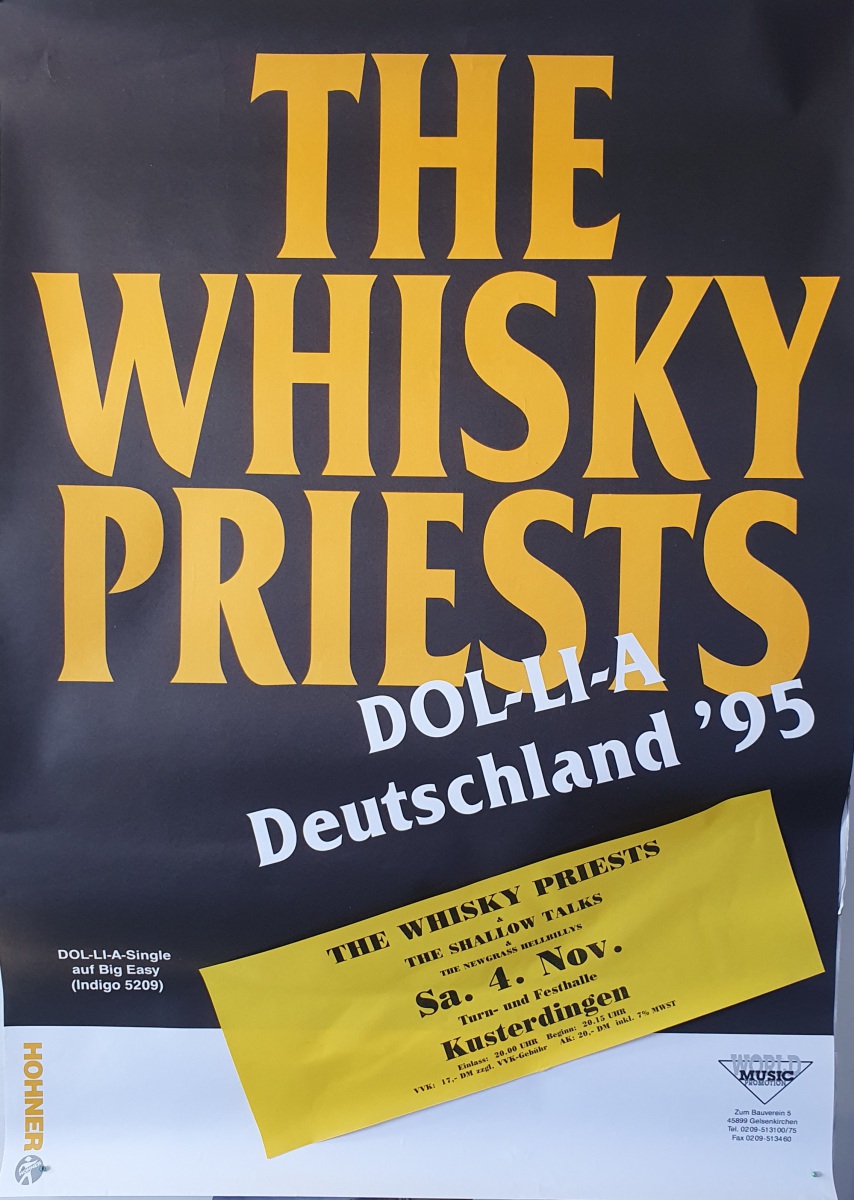 THE
WHISKY
PRIESTS
DOL-LI-A
Deutschland '95
THE WHISKY PRIESTS
&
THE SHALLOW TALKS
&
THE NEWGRASS HELLBILLYS
Sa. 4. Nov.
Turn- und Festhalle
Kusterdingen
Einlass: 20.00 UHR Beginn: 20.15 UHR
VVK: 17,- DM zzgl. VVK-Gebühr AK: 20,- DM inkl. 7% MWST
DOL-LI-A-Single
auf Big Easy
(Indigo 5209)
HOHNER
WORLD
MUSIC
PROMOTION
Zum Bauverein 5
45899 Gelsenkirchen
Tel. 0209-513100/75
Fax 0209-513460